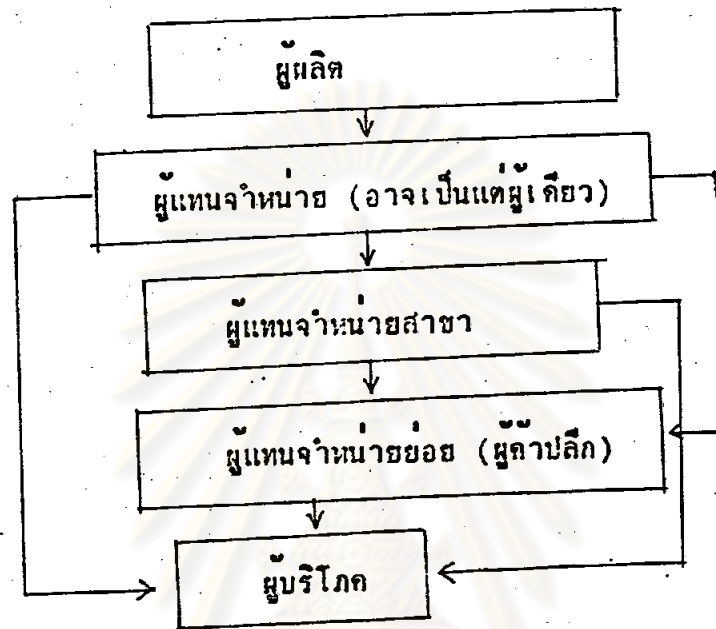 ผู้ผลิต
ผู้แทนจำหน่าย (อาจเป็นแต่ผู้เดียว)
ผู้แทนจำหน่ายสาขา
ผู้แทนจำหน่ายย่อย (ผู้ค้าปลีก)
ผู้บริโภค